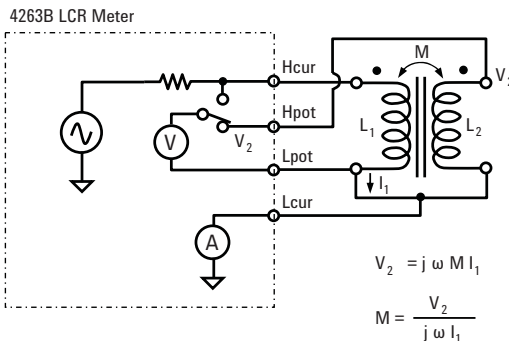 4263B LCR Meter
Hcur
M
V2
Hpot
V
V2
L1
L2
Lpot
I1
Lcur
A
V2 = j ω M I1
M = V2 / j ω I1